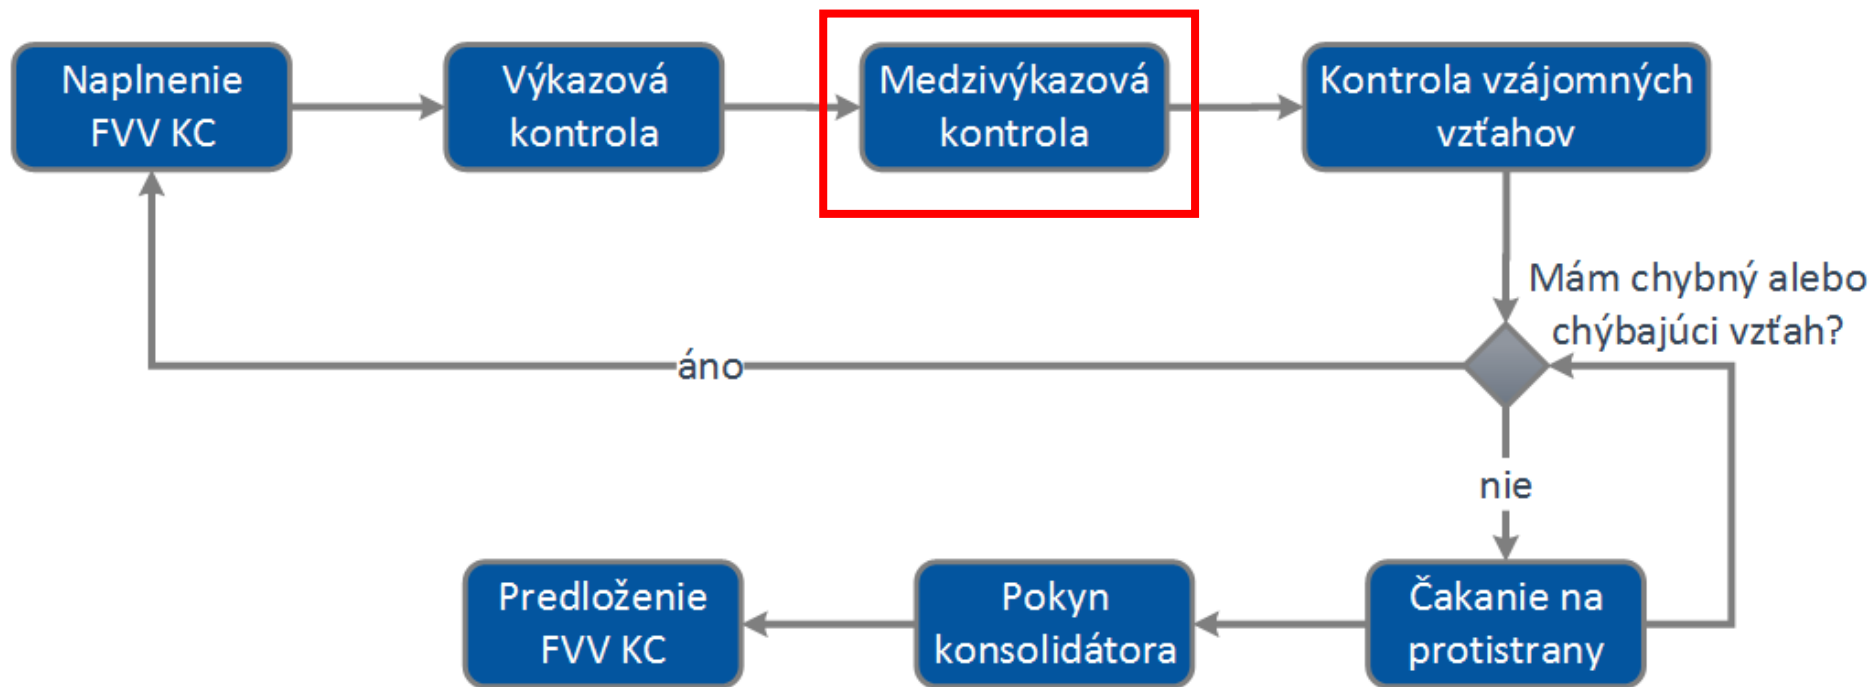 Naplnenie
FVV KC
Výkazová
kontrola
Medzivýkazová
kontrola
Kontrola vzájomných
vzťahov
Mám chybný alebo
chýbajúci vzťah?
áno
nie
Predloženie
FVV KC
Pokyn
konsolidátora
Čakanie na
protistrany